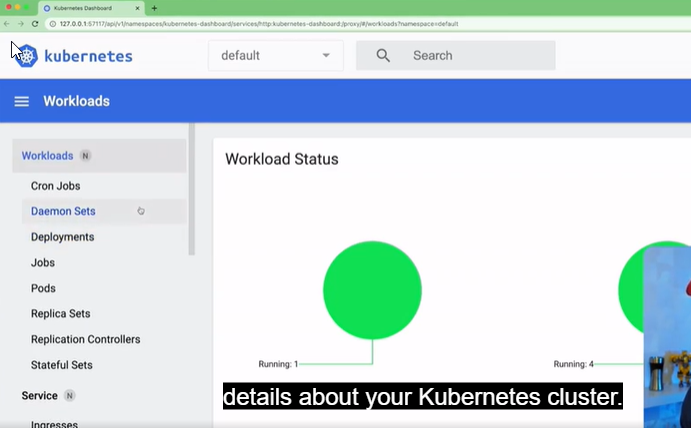 Kubernetes Dashboard
127.0.0.1:57117/api/v1/namespaces/kubernetes-dashboard/services/http:kubernetes-dashboard:/proxy/#/workloads?namespace=default
kubernetes
default
Search
Workloads
Workloads N
Workload Status
Cron Jobs
Daemon Sets
Deployments
Jobs
Pods
Replica Sets
Replication Controllers
Stateful Sets
Running: 1
Running: 4
Service N
Ingresses
details about your Kubernetes cluster.